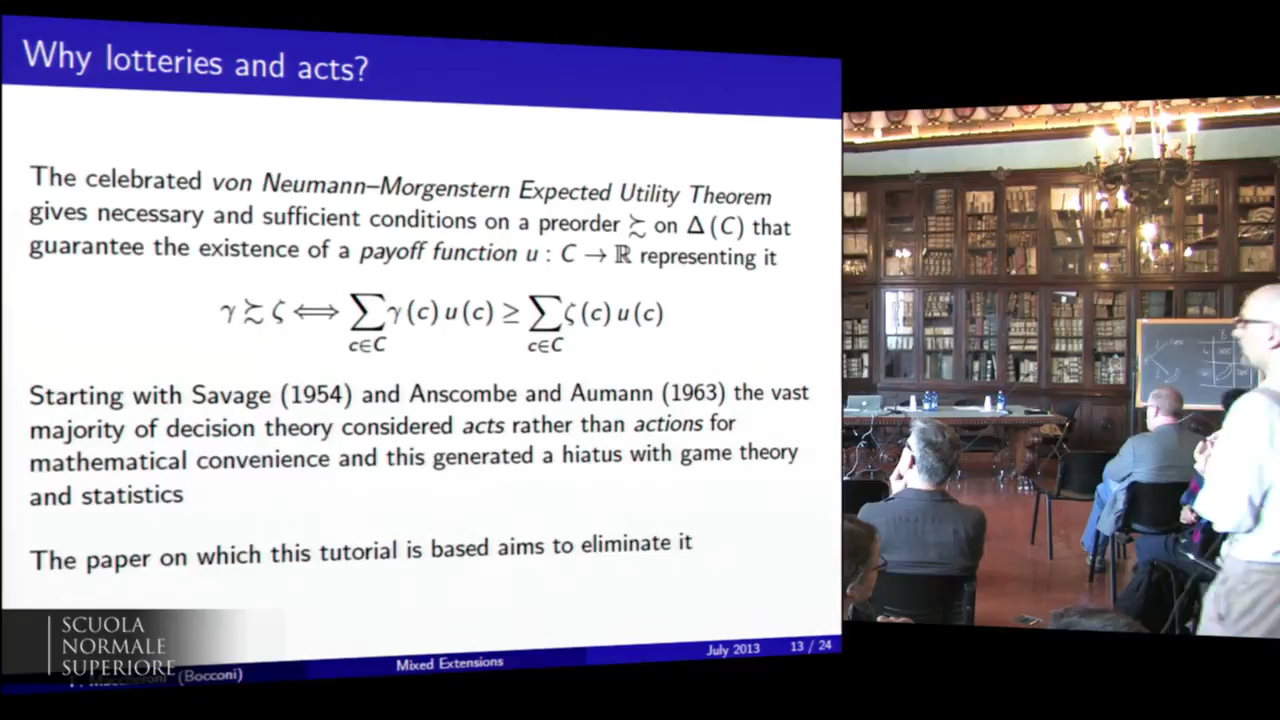 Why lotteries and acts?
The celebrated von Neumann–Morgenstern Expected Utility Theorem
gives necessary and sufficient conditions on a preorder ≿ on Δ(C) that
guarantee the existence of a payoff function u : C → ℝ representing it
γ ≿ ζ ⟺ ∑ γ(c) u(c) ≥ ∑ ζ(c) u(c)
c∈C c∈C
Starting with Savage (1954) and Anscombe and Aumann (1963) the vast
majority of decision theory considered acts rather than actions for
mathematical convenience and this generated a hiatus with game theory
and statistics
The paper on which this tutorial is based aims to eliminate it
SCUOLA
NORMALE
SUPERIORE
(Bocconi) Mixed Extensions July 2013 13 / 24